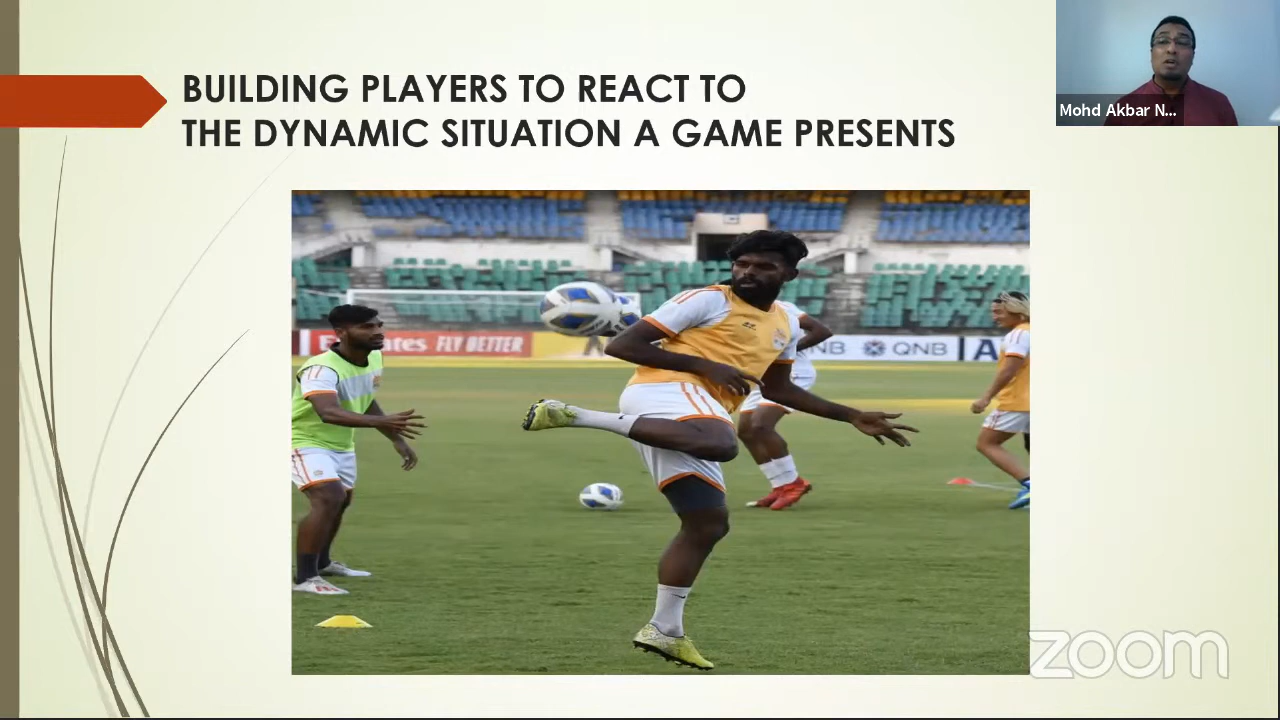 BUILDING PLAYERS TO REACT TO
THE DYNAMIC SITUATION A GAME PRESENTS
Mohd Akbar N...
FLY BETTER
QNB
zoom